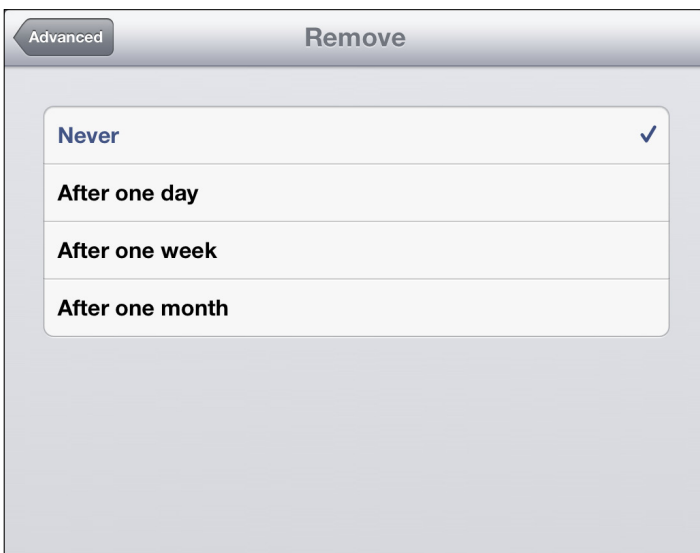 Advanced
Remove
Never
After one day
After one week
After one month